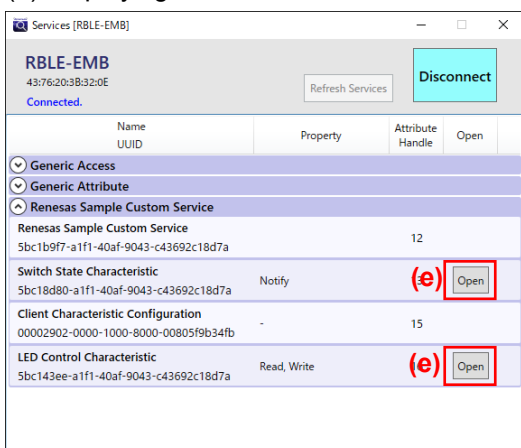 Services [RBLE-EMB]
RBLE-EMB
43:76:20:3B:32:0E
Connected.
Refresh Services
Disconnect
Name
UUID
Property
Attribute
Handle
Open
Generic Access
Generic Attribute
Renesas Sample Custom Service
Renesas Sample Custom Service
5bc1b9f7-a1f1-40af-9043-c43692c18d7a
12
Switch State Characteristic
5bc18d80-a1f1-40af-9043-c43692c18d7a
Notify
(e)
Open
Client Characteristic Configuration
00002902-0000-1000-8000-00805f9b34fb
-
15
LED Control Characteristic
5bc143ee-a1f1-40af-9043-c43692c18d7a
Read, Write
(e)
Open